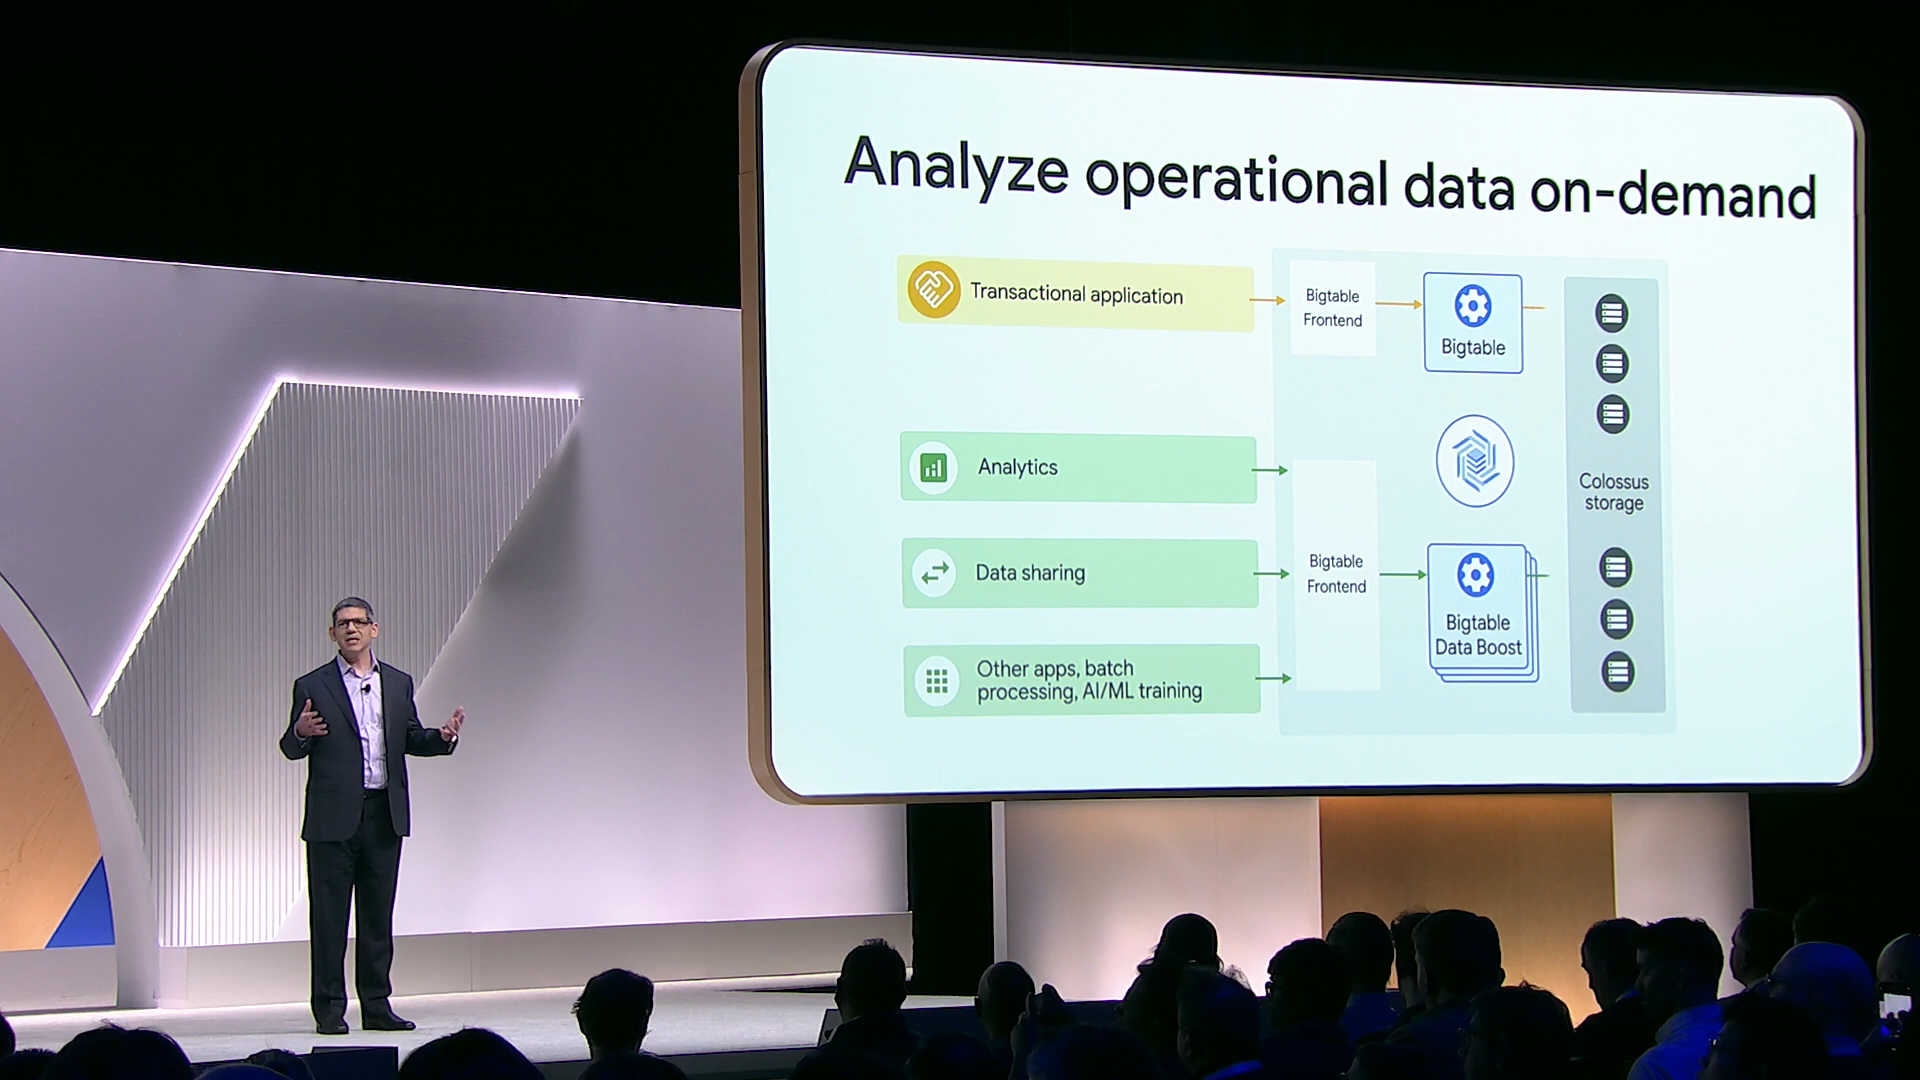 Analyze operational data on-demand
Transactional application
Bigtable
Frontend
Bigtable
Analytics
Colossus
storage
Data sharing
Bigtable
Frontend
Bigtable
Data Boost
Other apps, batch
processing, AI/ML training